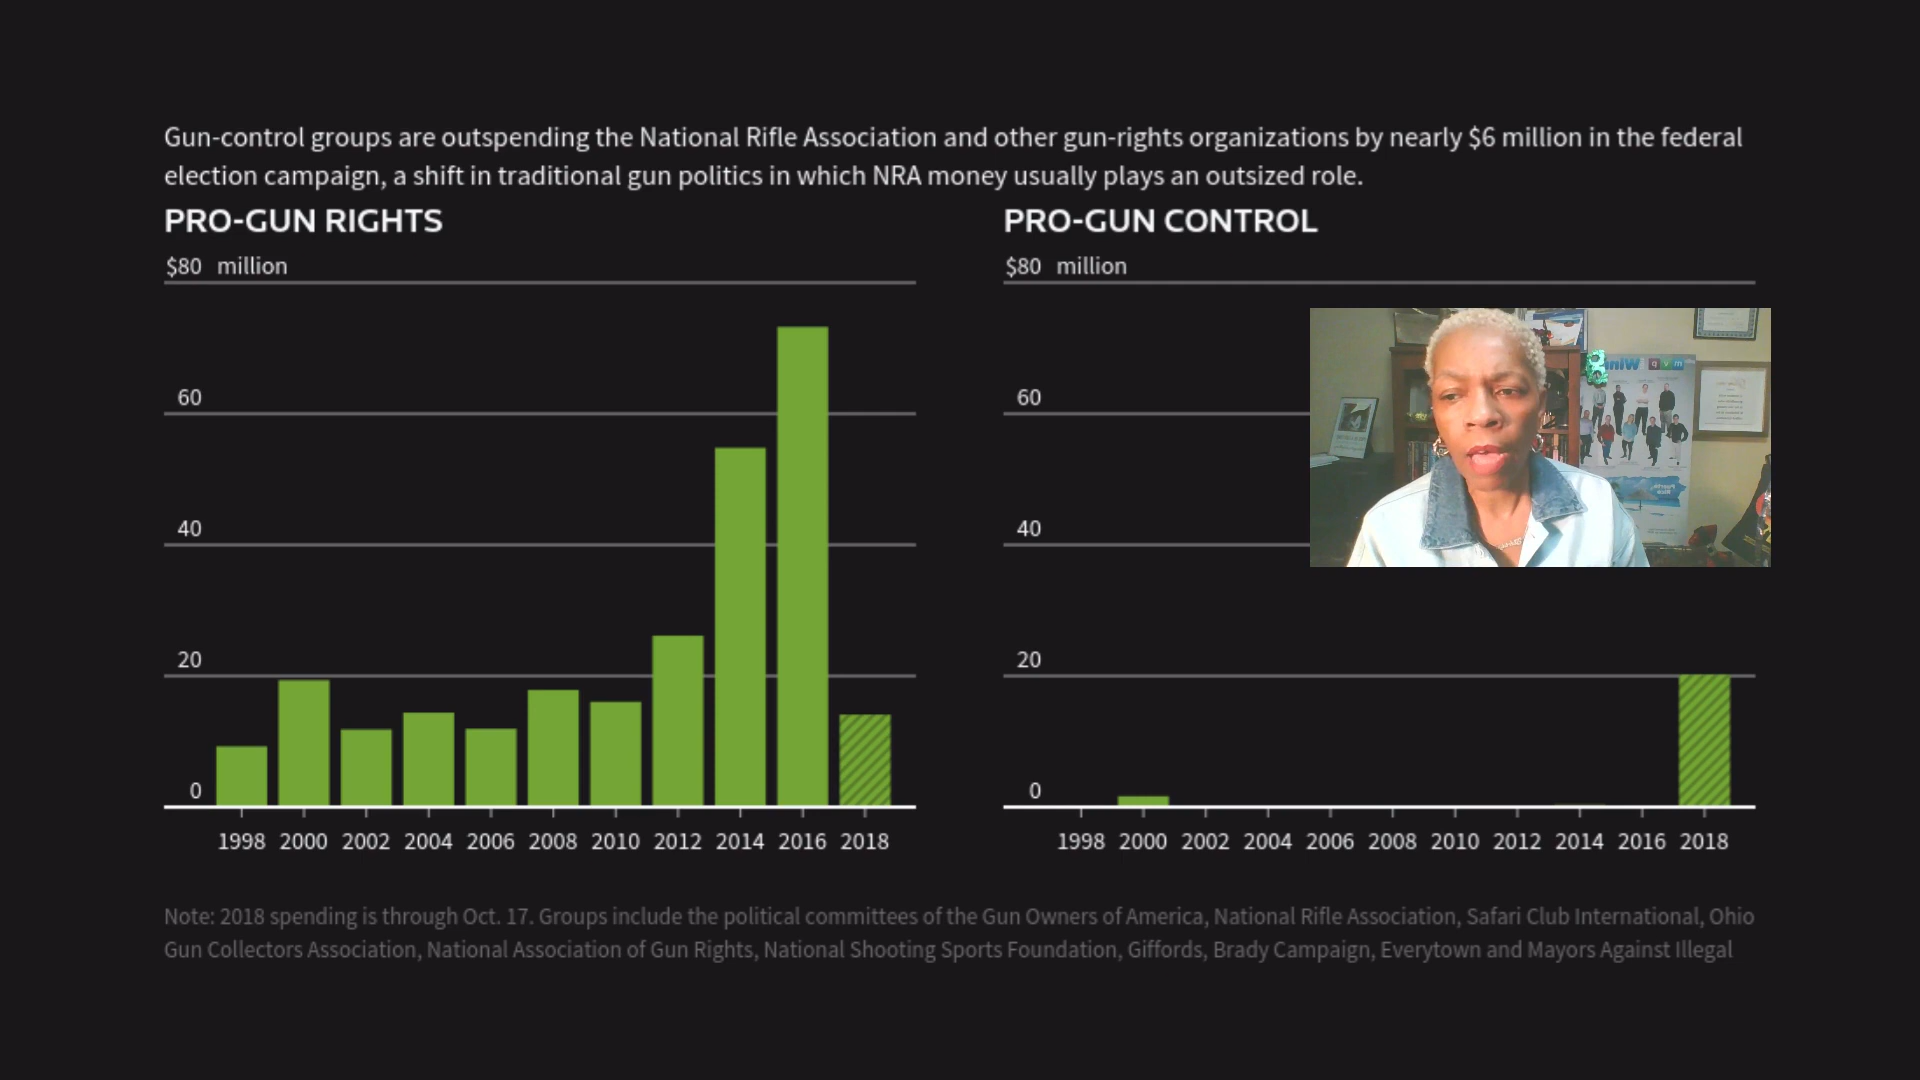 Gun-control groups are outspending the National Rifle Association and other gun-rights organizations by nearly $6 million in the federal
election campaign, a shift in traditional gun politics in which NRA money usually plays an outsized role.
PRO-GUN RIGHTS
$80 million
60
40
20
0
1998 2000 2002 2004 2006 2008 2010 2012 2014 2016 2018
PRO-GUN CONTROL
$80 million
60
40
20
0
1998 2000 2002 2004 2006 2008 2010 2012 2014 2016 2018
Note: 2018 spending is through Oct. 17. Groups include the political committees of the Gun Owners of America, National Rifle Association, Safari Club International, Ohio
Gun Collectors Association, National Association of Gun Rights, National Shooting Sports Foundation, Giffords, Brady Campaign, Everytown and Mayors Against Illegal